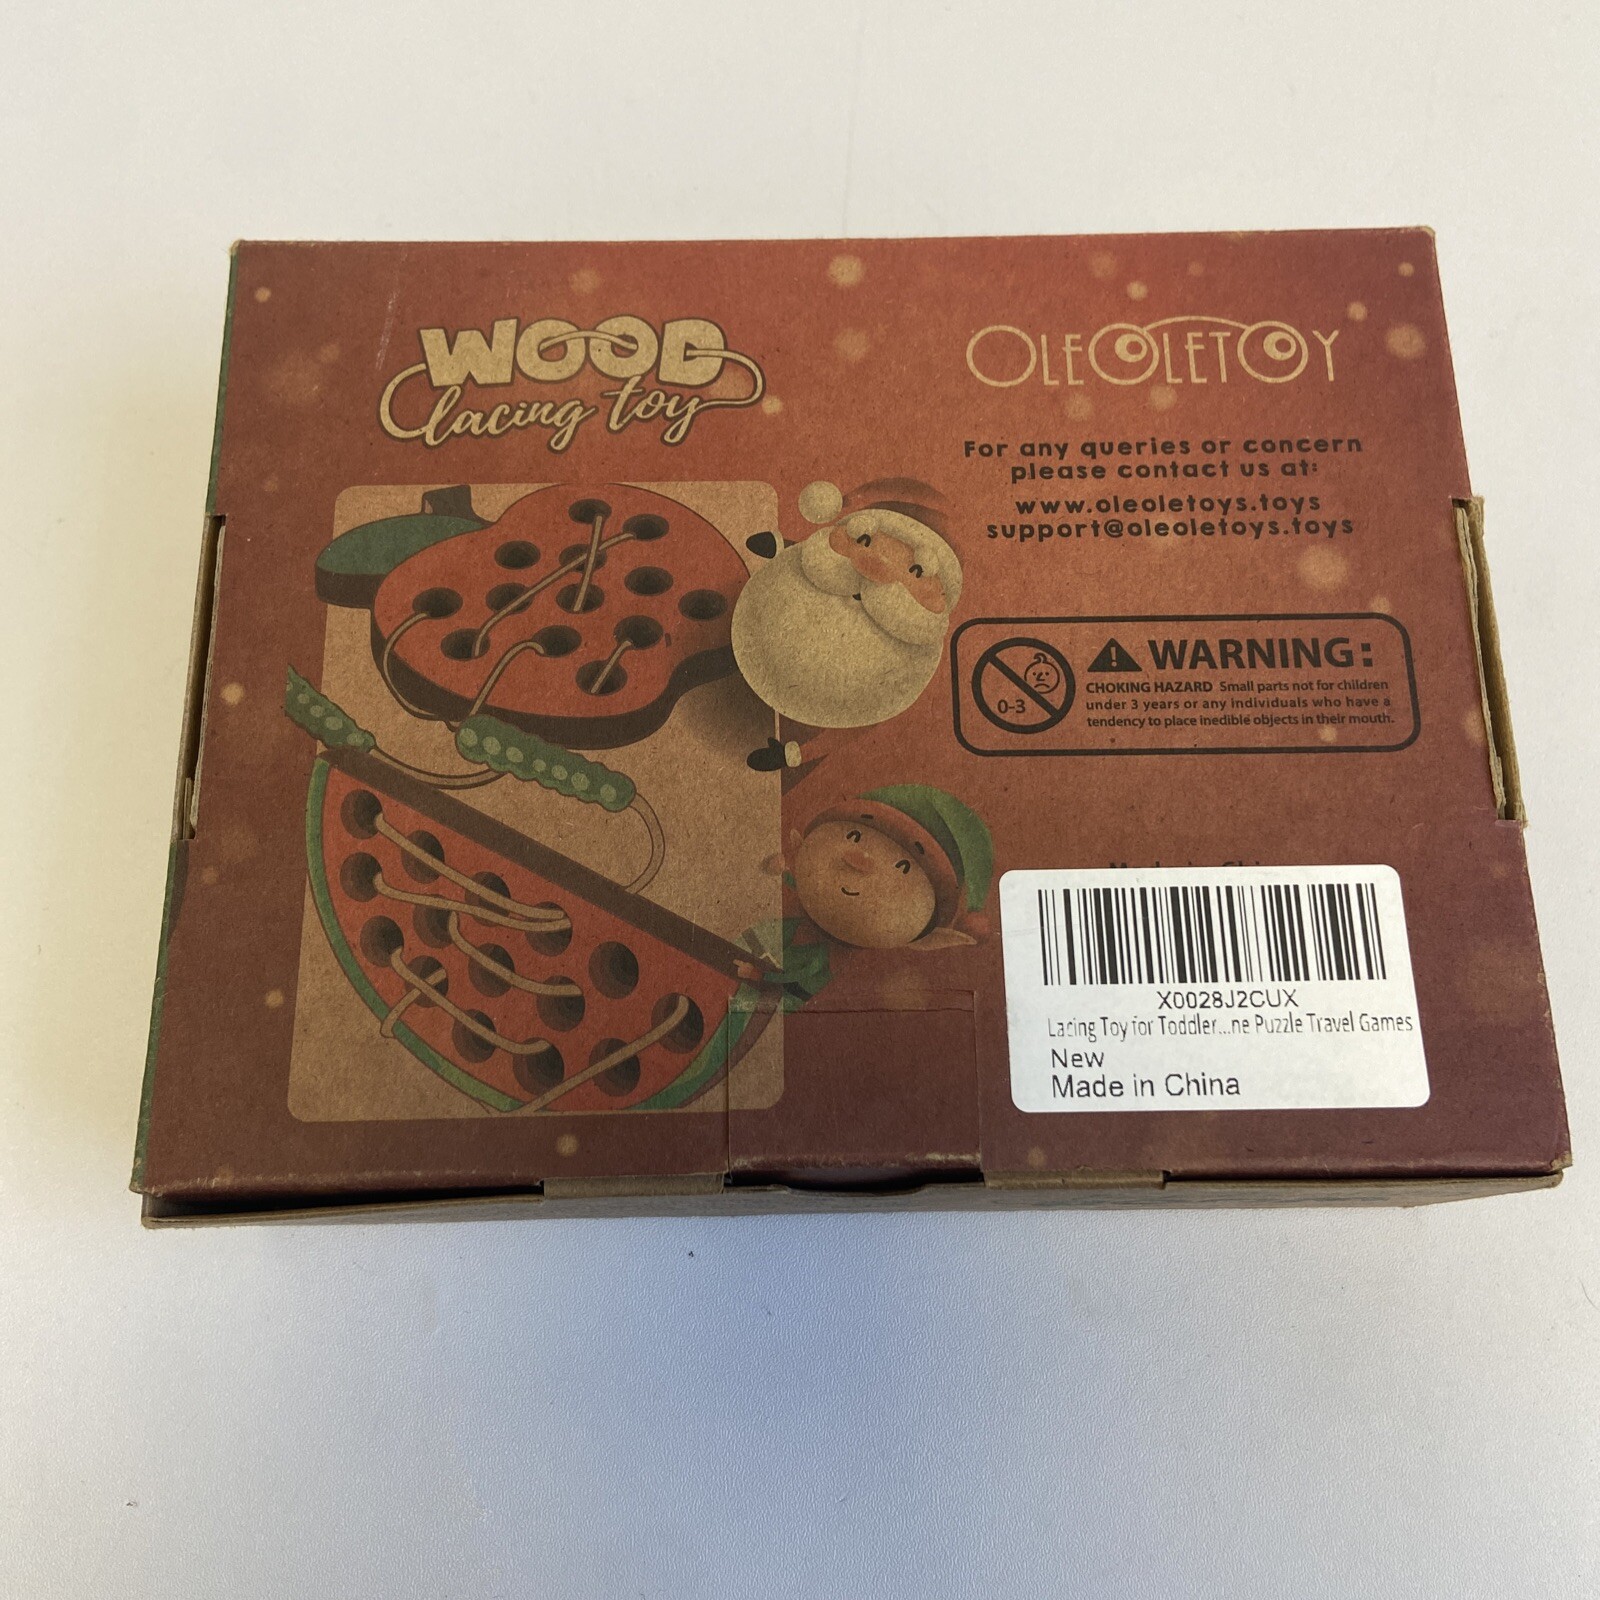 WOOD
lacing toy
OLEOLETOY
For any queries or concern
please contact us at:
www.oleoletoys.toys
support@oleoletoys.toys
WARNING:
0-3
CHOKING HAZARD Small parts not for children
under 3 years or any individuals who have a
tendency to place inedible objects in their mouth.
X0028J2CUX
Lacing Toy for Toddler...ne Puzzle Travel Games
New
Made in China